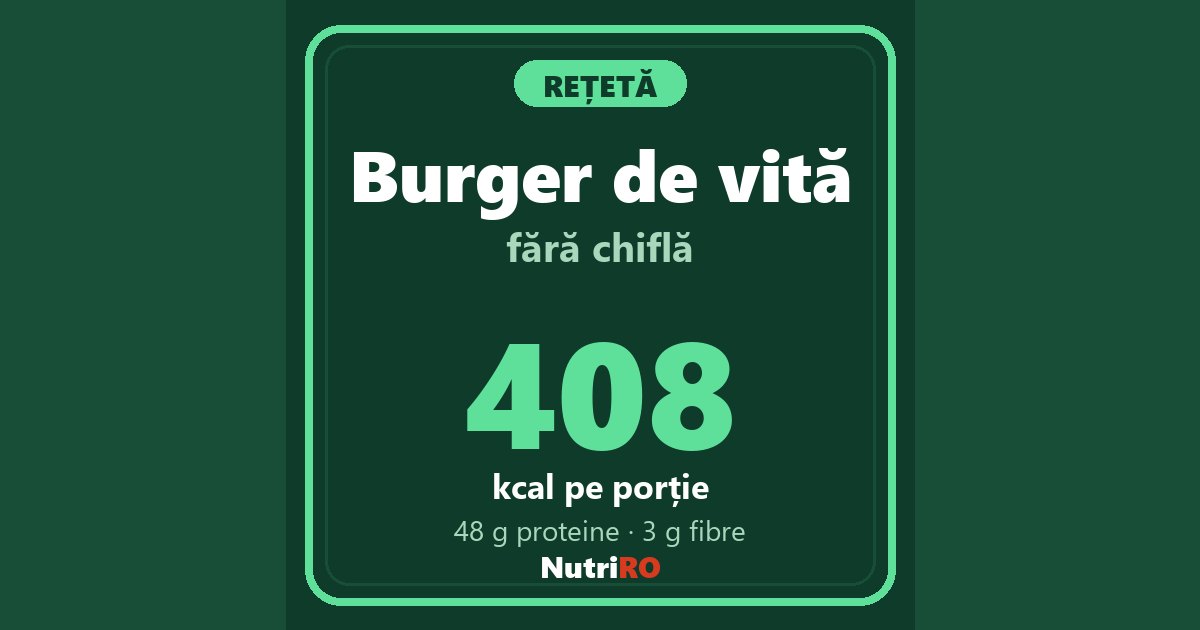 REȚETĂ
Burger de vită
fără chiflă
408
kcal pe porție
48 g proteine · 3 g fibre
NutriRO